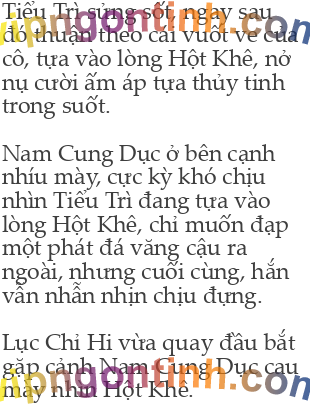 Tiểu Trì sửng sốt, ngay sau
đó thuận theo cái vuốt ve của
cô, tựa vào lòng Hột Khê, nở
nụ cười ấm áp tựa thủy tinh
trong suốt.
Nam Cung Dục ở bên cạnh
nhíu mày, cực kỳ khó chịu
nhìn Tiểu Trì đang tựa vào
lòng Hột Khê, chỉ muốn đạp
một phát đá văng cậu ra
ngoài, nhưng cuối cùng, hắn
vẫn nhẫn nhịn chịu đựng.
Lục Chỉ Hi vừa quay đầu bắt
gặp cảnh Nam Cung Dục cau
mày nhìn Hột Khê.